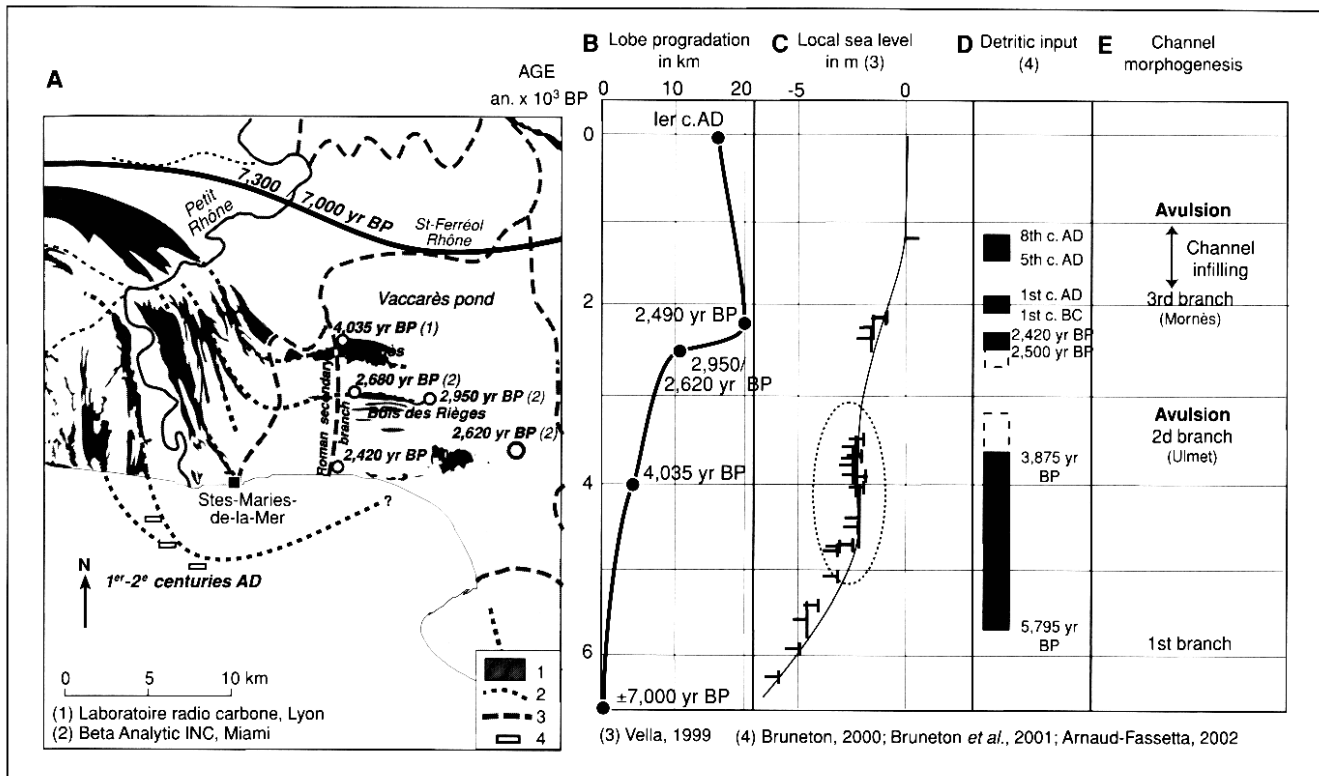 A
AGE
an. x 10³ BP
B Lobe progradation
in km
0 10 20
C Local sea level
in m (3)
-5 0
D Detritic input
(4)
E Channel
morphogenesis
7,300
7,000 yr BP
Petit
Rhône
St-Ferréol
Rhône
Vaccarès pond
4,035 yr BP (1)
2,680 yr BP (2)
2,950 yr BP (2)
Bois des Rièges
2,620 yr BP (2)
Roman secondary
branch
2,420 yr BP (1)
Stes-Maries-
de-la-Mer
?
N
1er-2e centuries AD
0 5 10 km
1
2
3
4
(1) Laboratoire radio carbone, Lyon
(2) Beta Analytic INC, Miami
0
2
4
6
Ier c.AD
2,490 yr BP
2,950/
2,620 yr BP
4,035 yr BP
±7,000 yr BP
8th c. AD
5th c. AD
1st c. AD
1st c. BC
2,420 yr BP
2,500 yr BP
3,875 yr
BP
5,795 yr
BP
Avulsion
Channel
infilling
3rd branch
(Mornès)
Avulsion
2d branch
(Ulmet)
1st branch
(3) Vella, 1999 (4) Bruneton, 2000; Bruneton et al., 2001; Arnaud-Fassetta, 2002